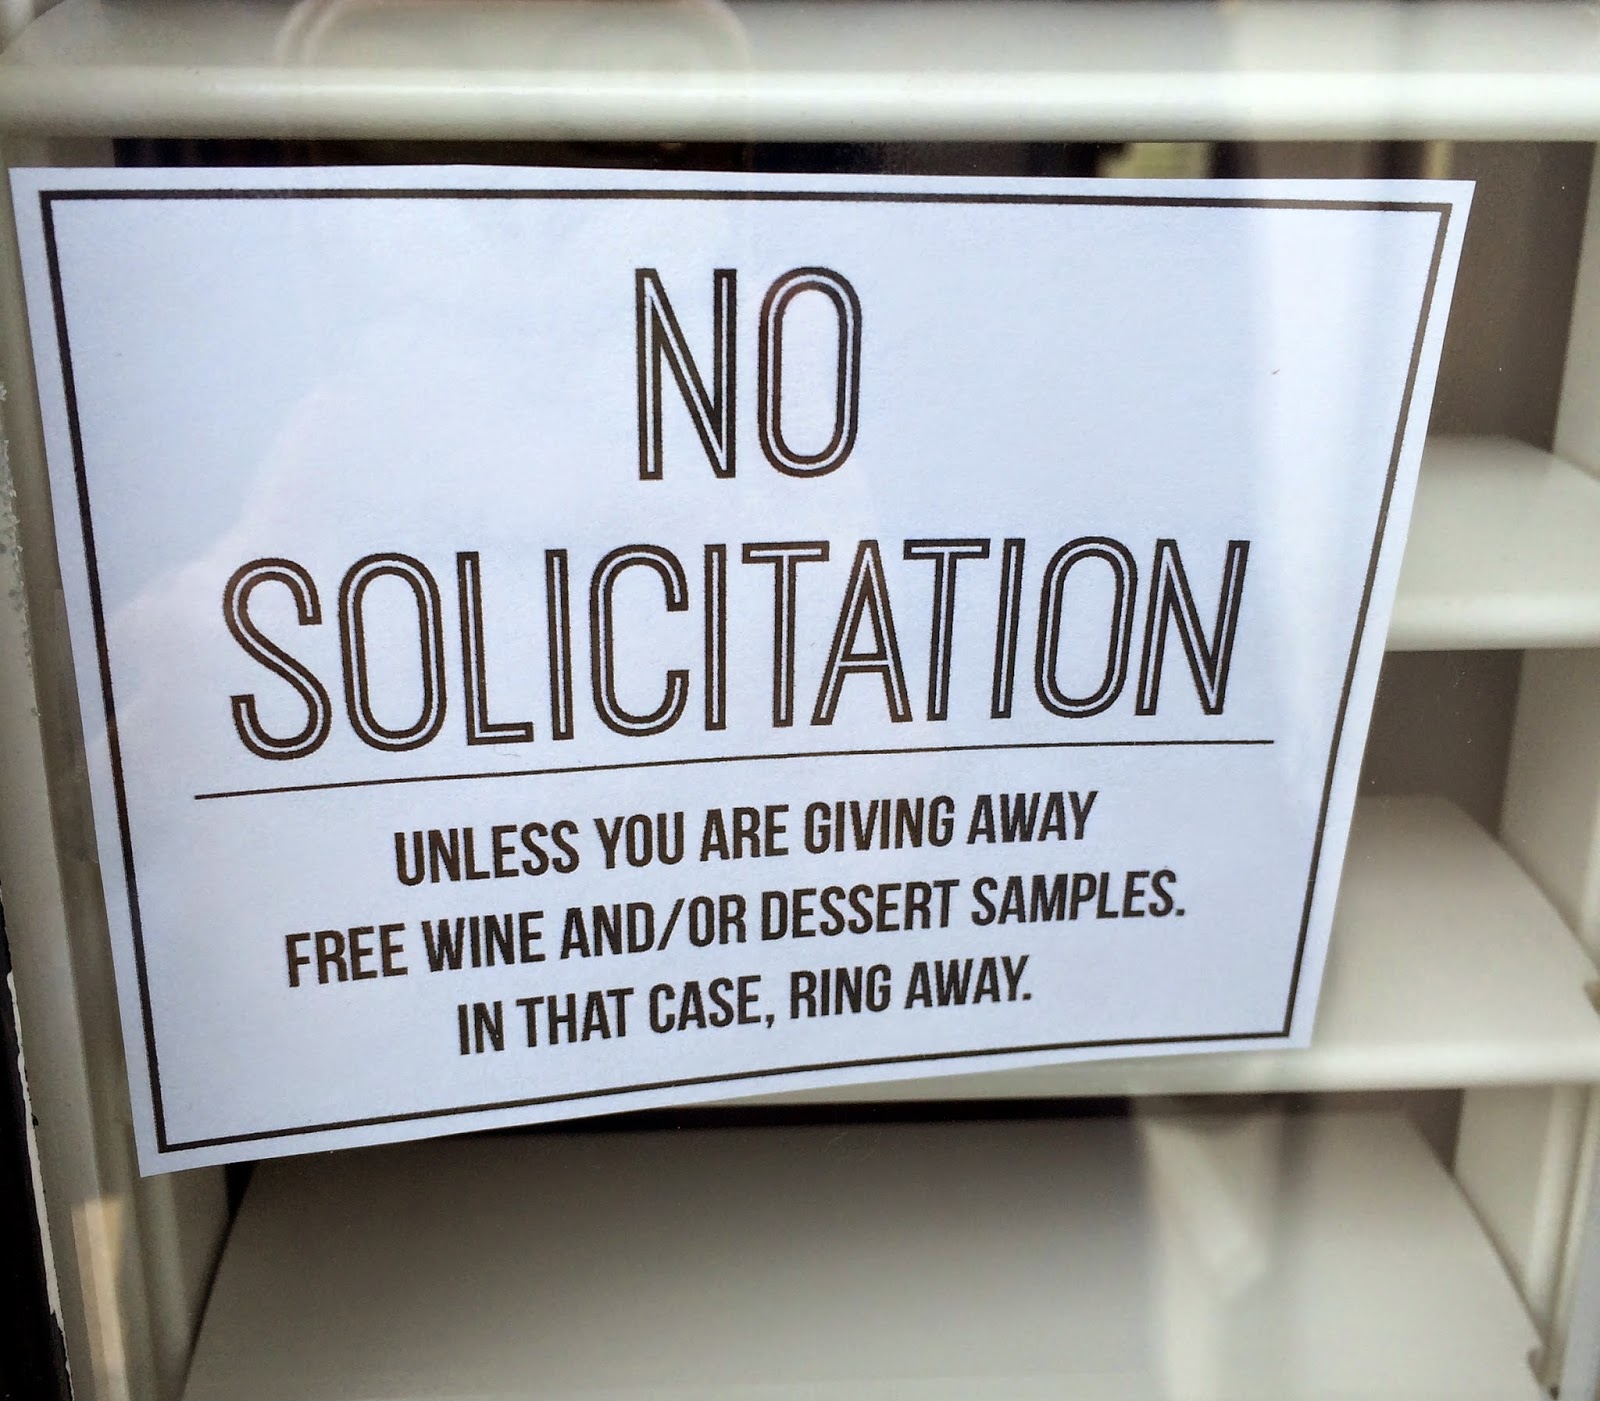 NO
SOLICITATION
UNLESS YOU ARE GIVING AWAY
FREE WINE AND/OR DESSERT SAMPLES.
IN THAT CASE, RING AWAY.